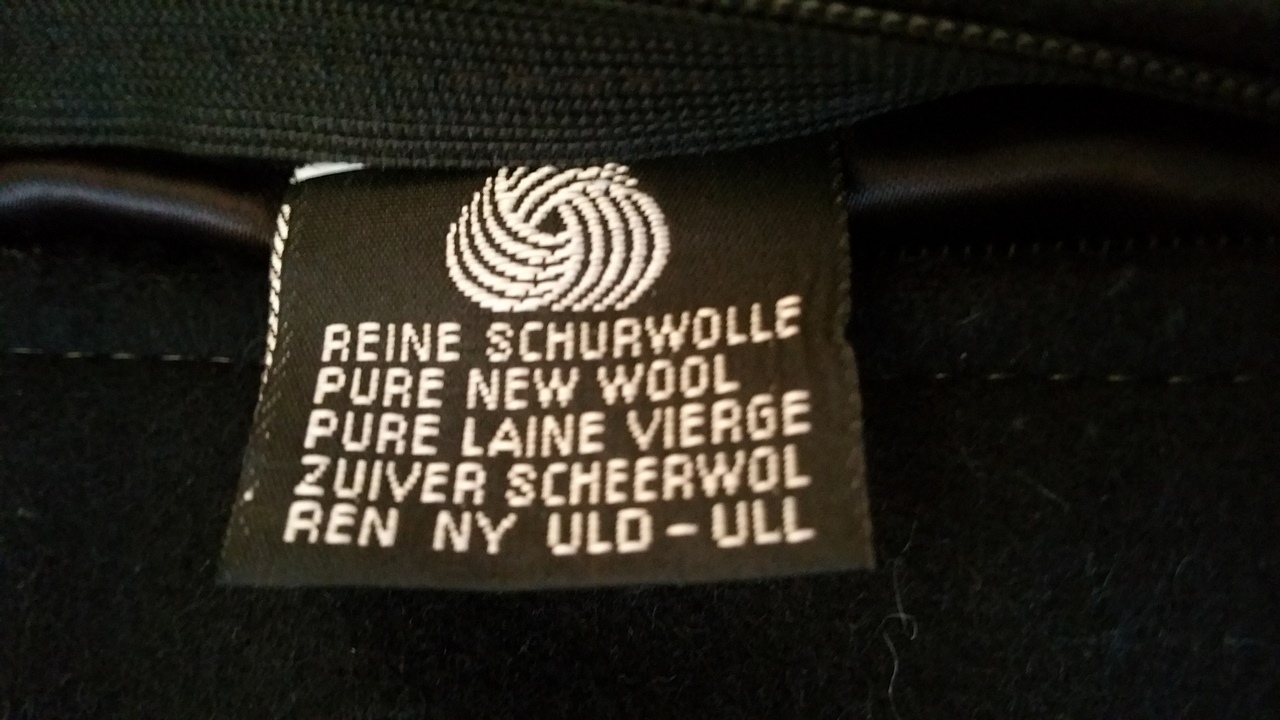 REINE SCHURWOLLE
PURE NEW WOOL
PURE LAINE VIERGE
ZUIVER SCHEERWOL
REN NY ULD - ULL